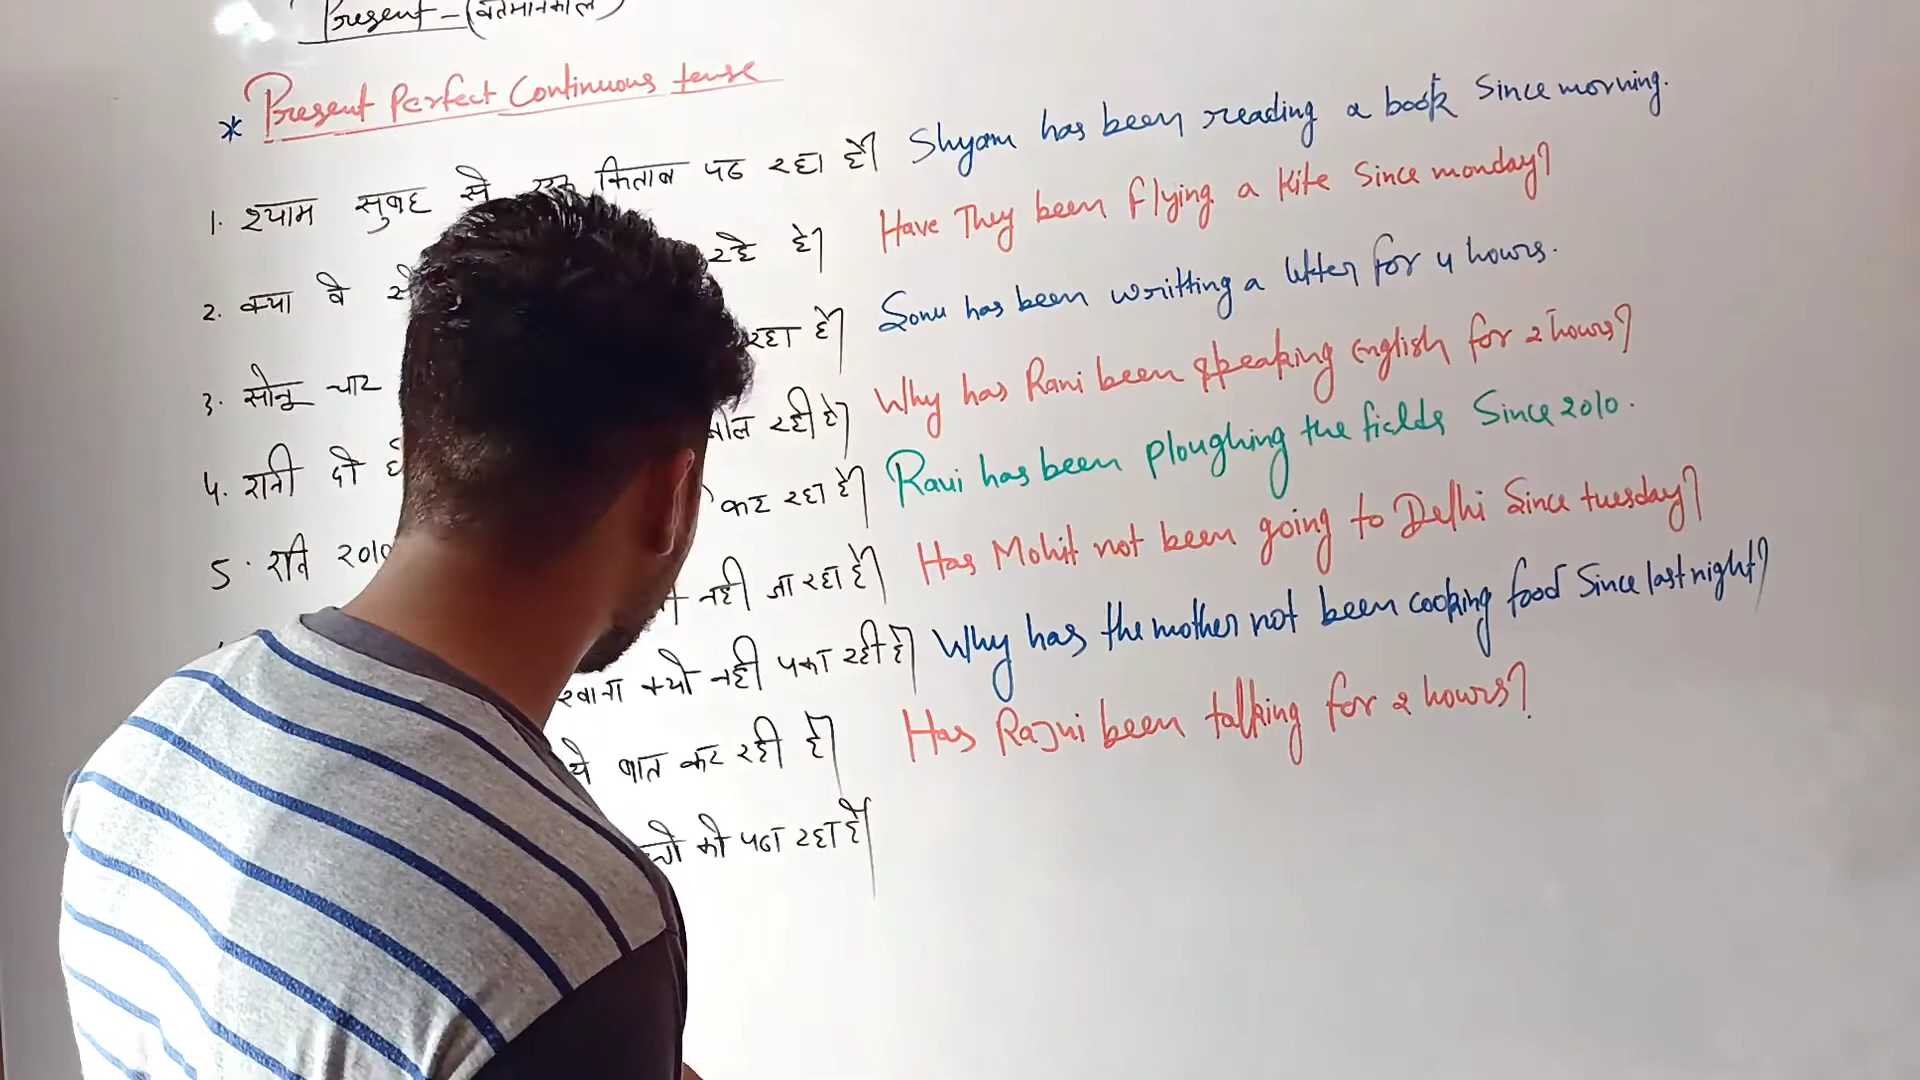 Present - (वर्तमानकाल)
* Present Perfect Continuous tense
1. श्याम सुबह से एक किताब पढ रहा है। Shyam has been reading a book Since morning.
2. क्या वे रहे है। Have They been flying a kite Since monday?
3. सोनू चार रहा है। Sonu has been writting a letter for 4 hours.
4. रानी दो बोल रही है। Why has Rani been speaking english for 2 hours?
5. रवि 2010 कर रहा है। Ravi has been ploughing the fields Since 2010.
नही जा रहा है। Has Mohit not been going to Delhi Since tuesday?
खाना क्यो नही पका रही है। Why has the mother not been cooking food Since last night?
बात कर रही है। Has Rajni been talking for 2 hours?
को पढा रहा है।